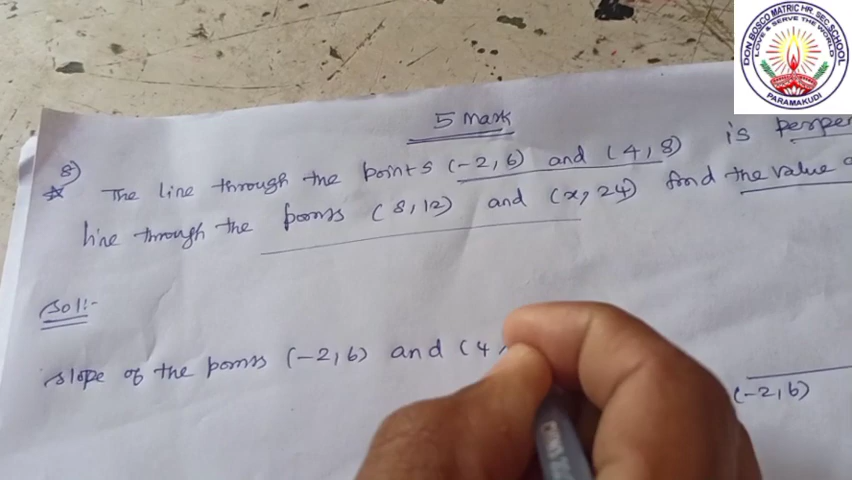 DON BOSCO MATRIC HR. SEC. SCHOOL
LOVE & SERVE THE WORLD
PARAMAKUDI
5 Mark
8) The line through the points (-2,6) and (4,8) is perpen
line through the points (8,12) and (x, 24) find the value o
Sol:-
slope of the points (-2,6) and (4,
(-2,6)